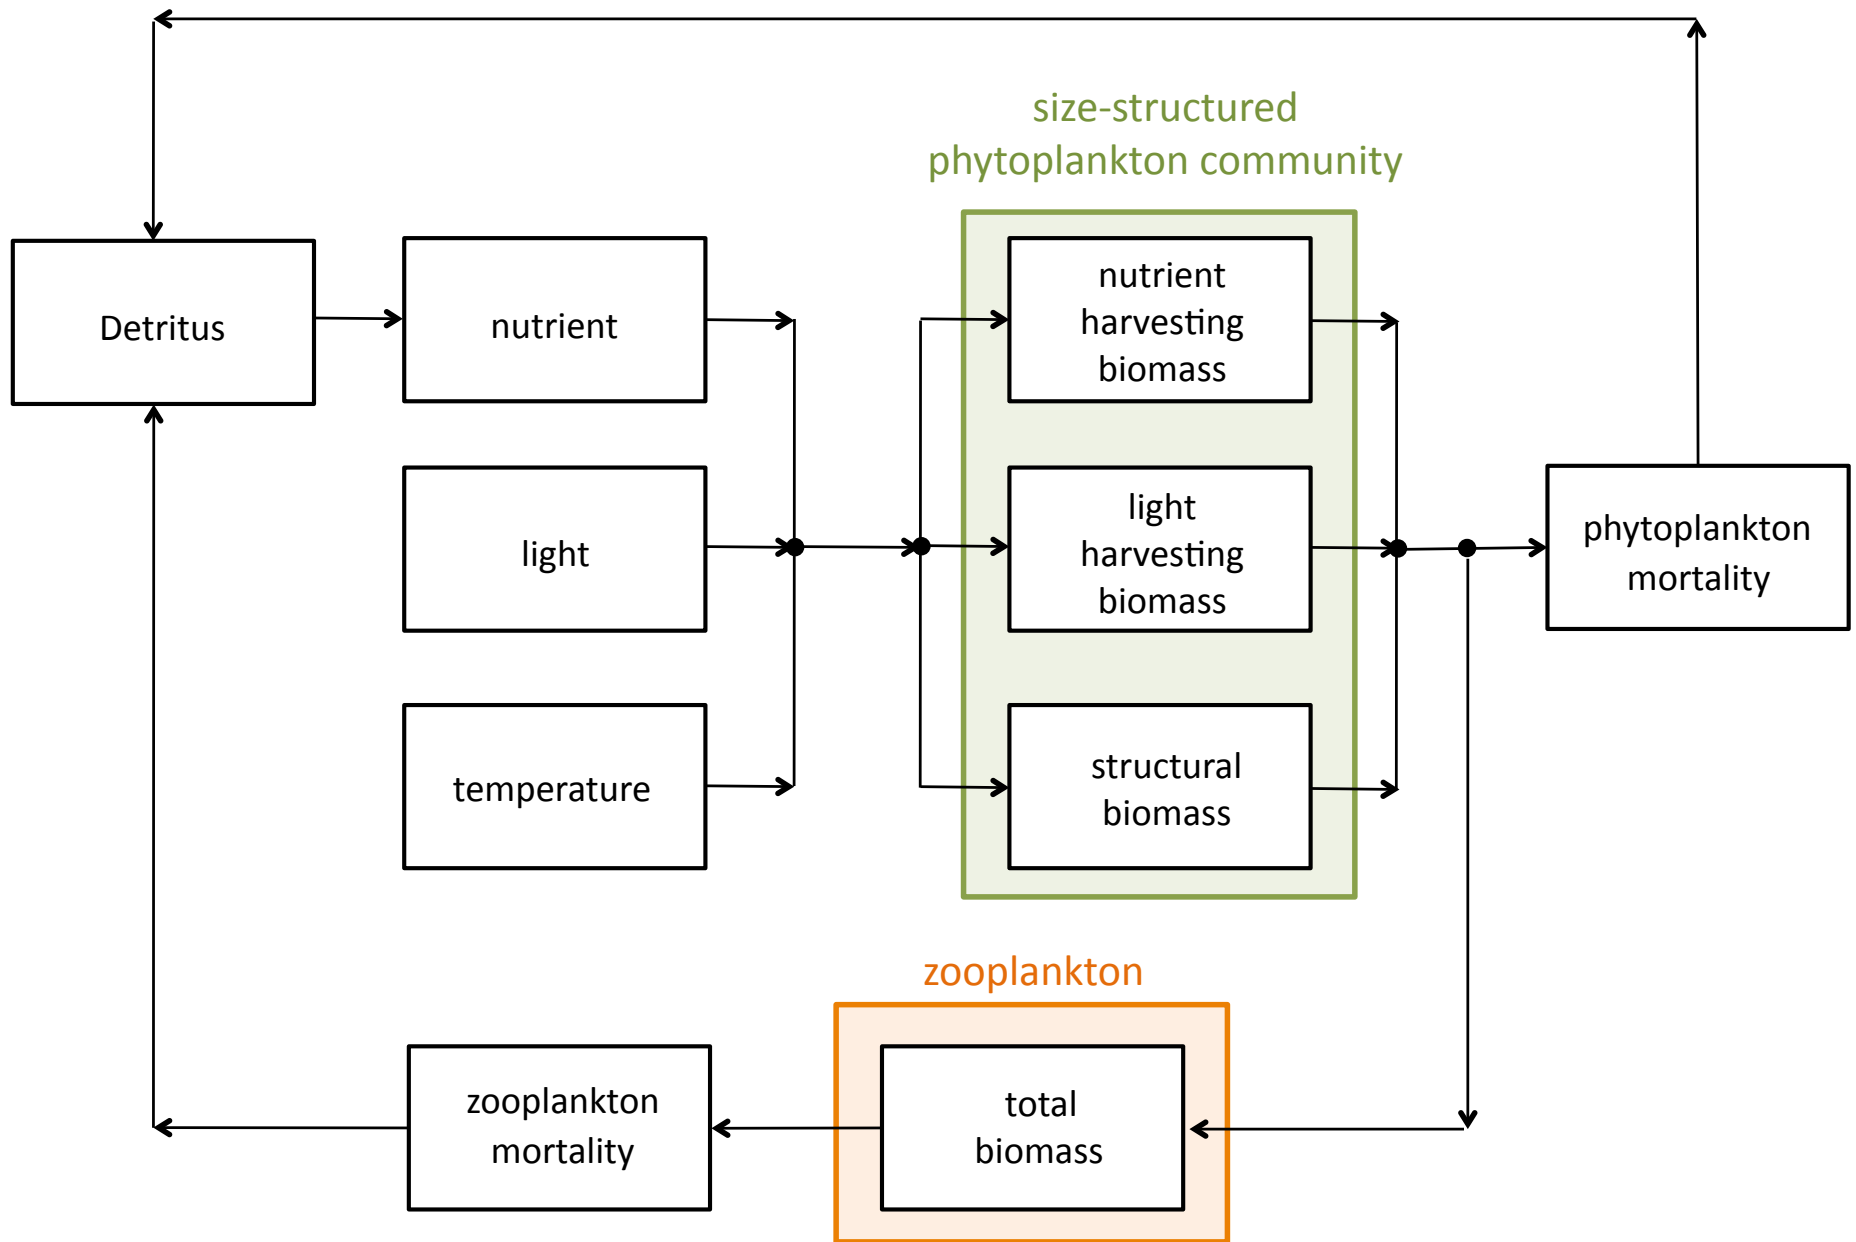 size-structured
phytoplankton community
Detritus
nutrient
nutrient
harvesting
biomass
light
light
harvesting
biomass
phytoplankton
mortality
temperature
structural
biomass
zooplankton
zooplankton
mortality
total
biomass